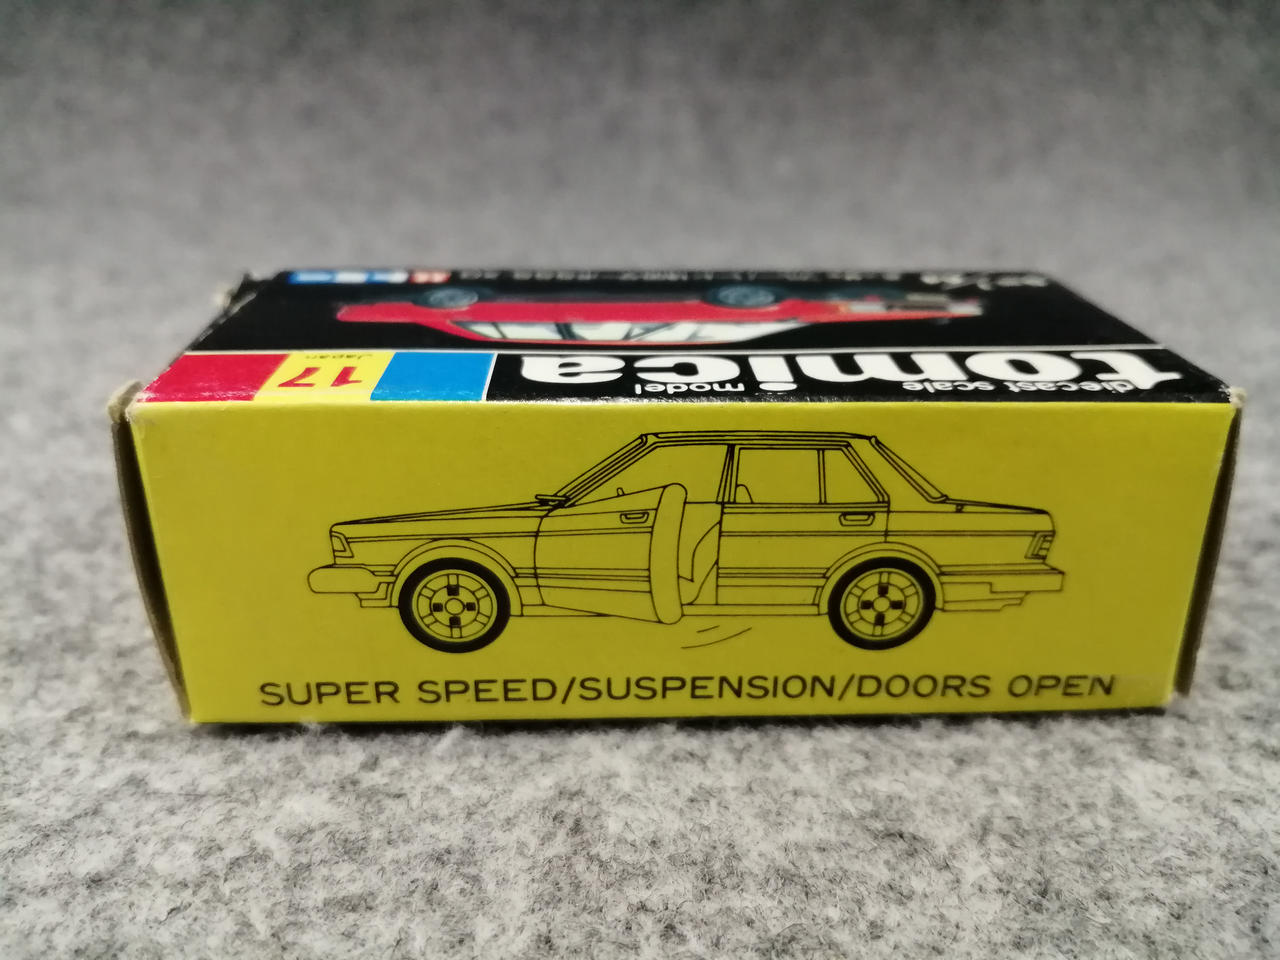 tomica
diecast scale model
17
Japan
SUPER SPEED/SUSPENSION/DOORS OPEN